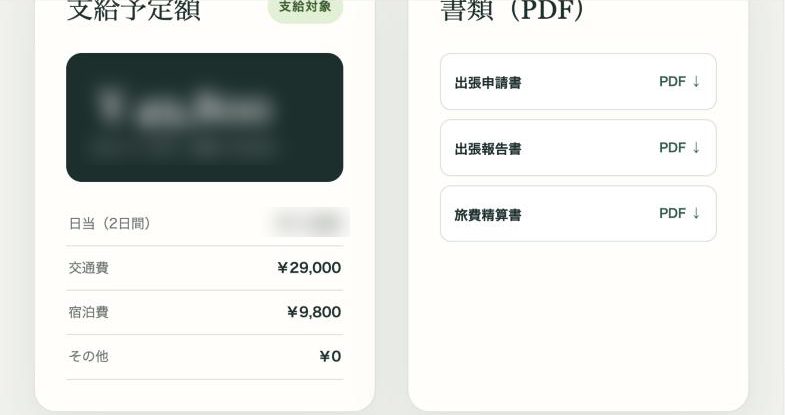 支給予定額
支給対象
日当（2日間）
交通費 ¥29,000
宿泊費 ¥9,800
その他 ¥0
書類（PDF）
出張申請書 PDF ↓
出張報告書 PDF ↓
旅費精算書 PDF ↓